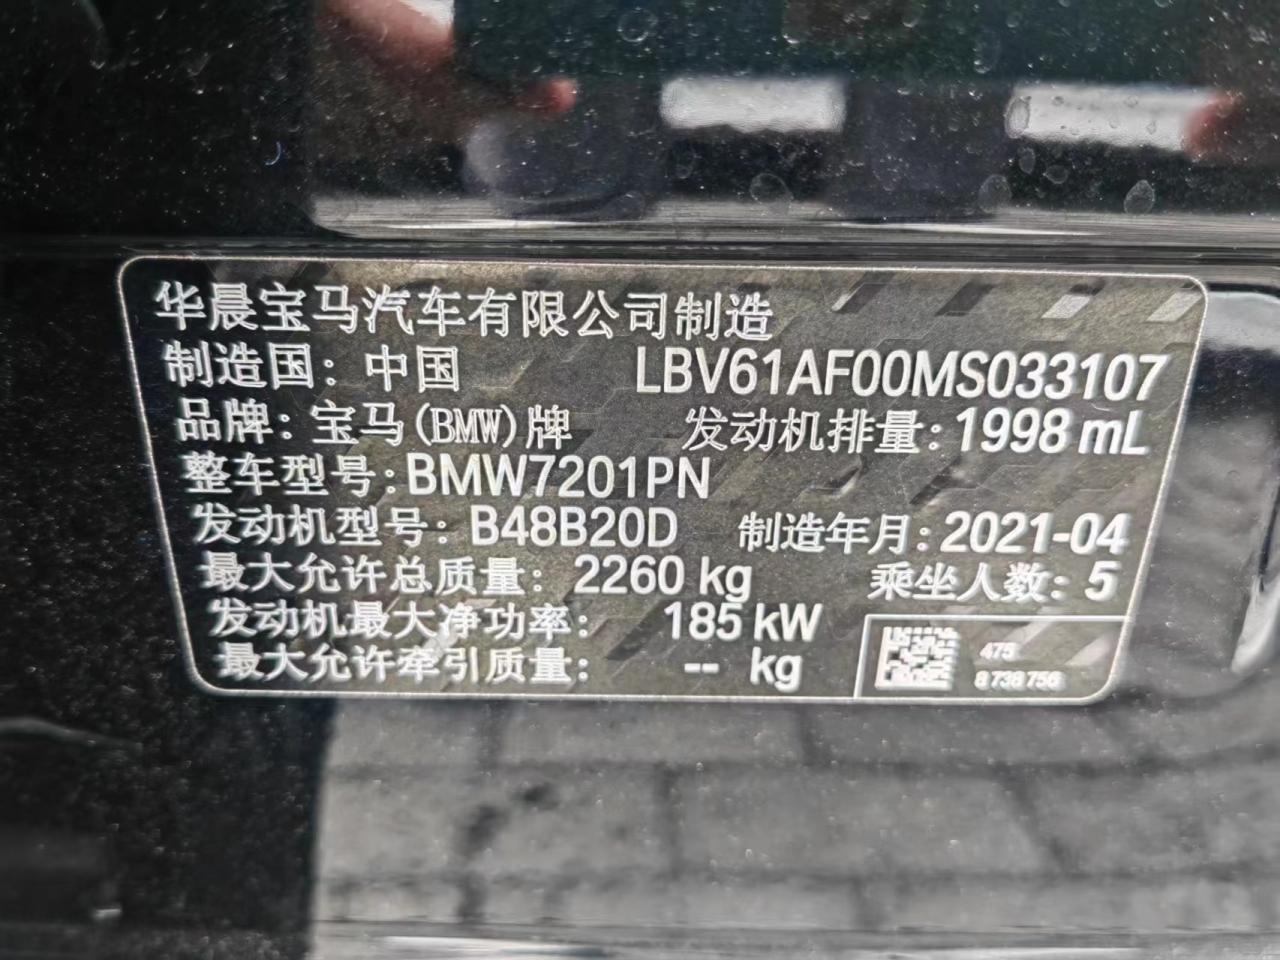 华晨宝马汽车有限公司制造
制造国：中国 LBV61AF00MS033107
品牌：宝马(BMW)牌 发动机排量：1998 mL
整车型号：BMW7201PN
发动机型号：B48B20D 制造年月：2021-04
最大允许总质量：2260 kg 乘坐人数：5
发动机最大净功率：185 kW
最大允许牵引质量：-- kg
475
8 738 756